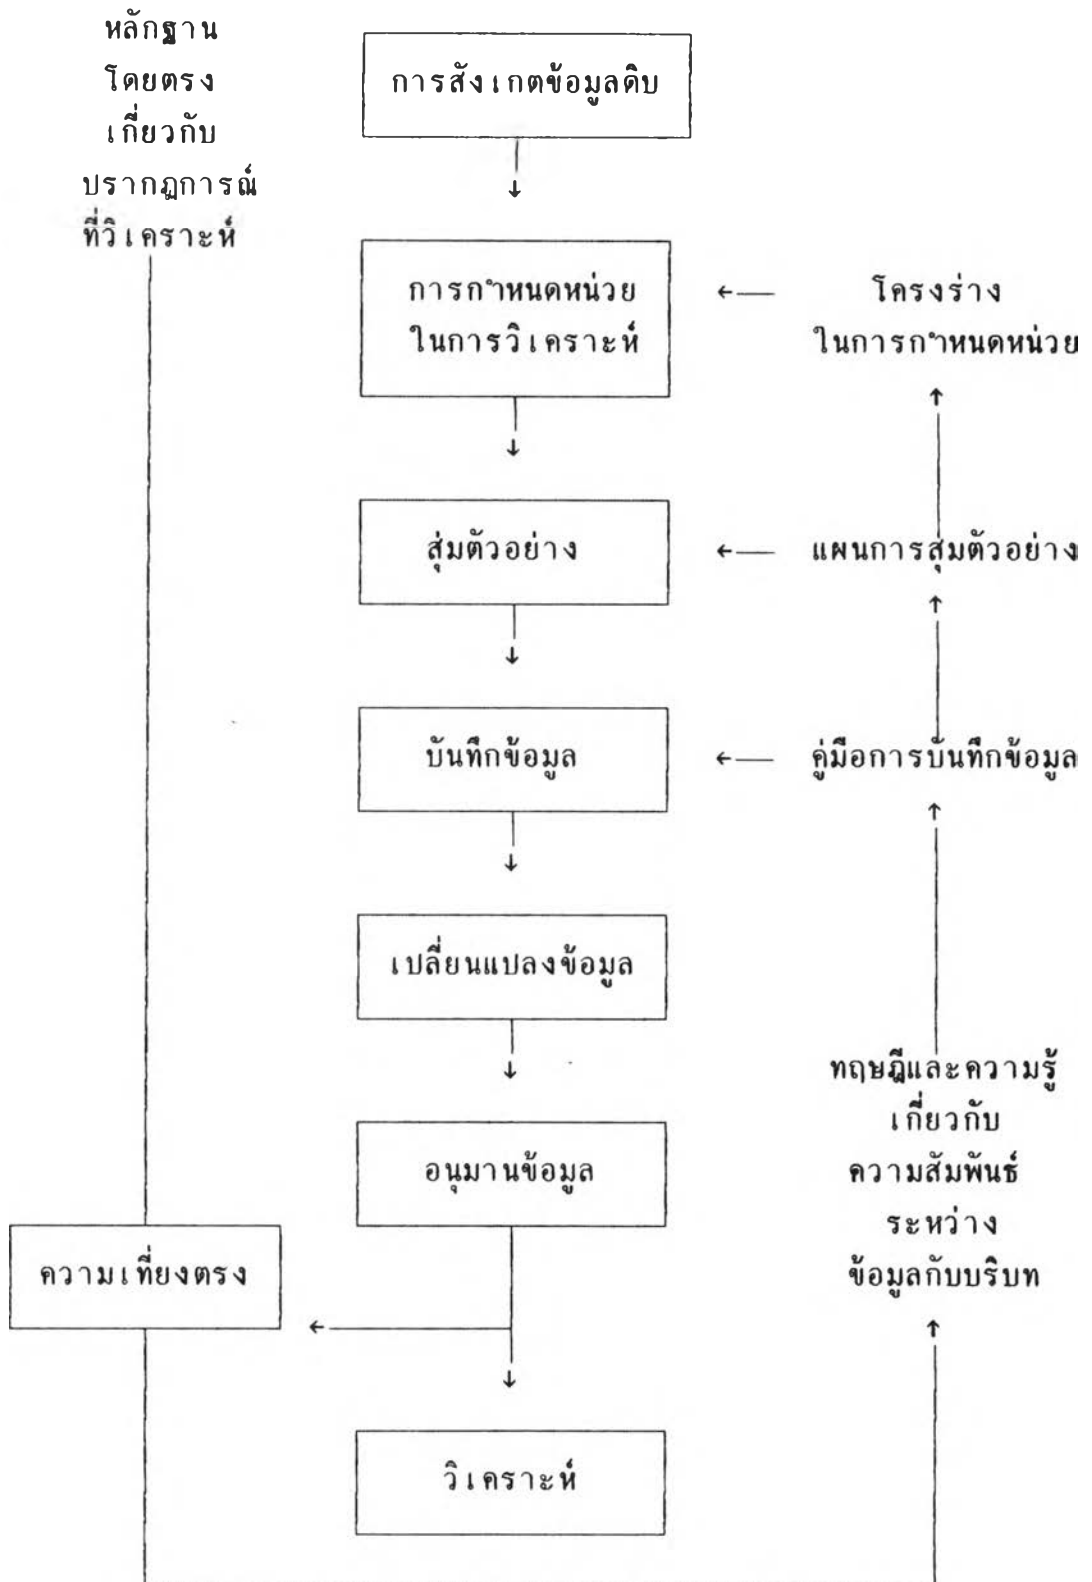 หลักฐาน
โดยตรง
เกี่ยวกับ
ปรากฏการณ์
ที่วิเคราะห์
การสังเกตข้อมูลดิบ
การกำหนดหน่วย
ในการวิเคราะห์
โครงร่าง
ในการกำหนดหน่วย
สุ่มตัวอย่าง
แผนการสุ่มตัวอย่าง
บันทึกข้อมูล
คู่มือการบันทึกข้อมูล
เปลี่ยนแปลงข้อมูล
ทฤษฎีและความรู้
เกี่ยวกับ
ความสัมพันธ์
ระหว่าง
ข้อมูลกับบริบท
อนุมานข้อมูล
ความเที่ยงตรง
วิเคราะห์